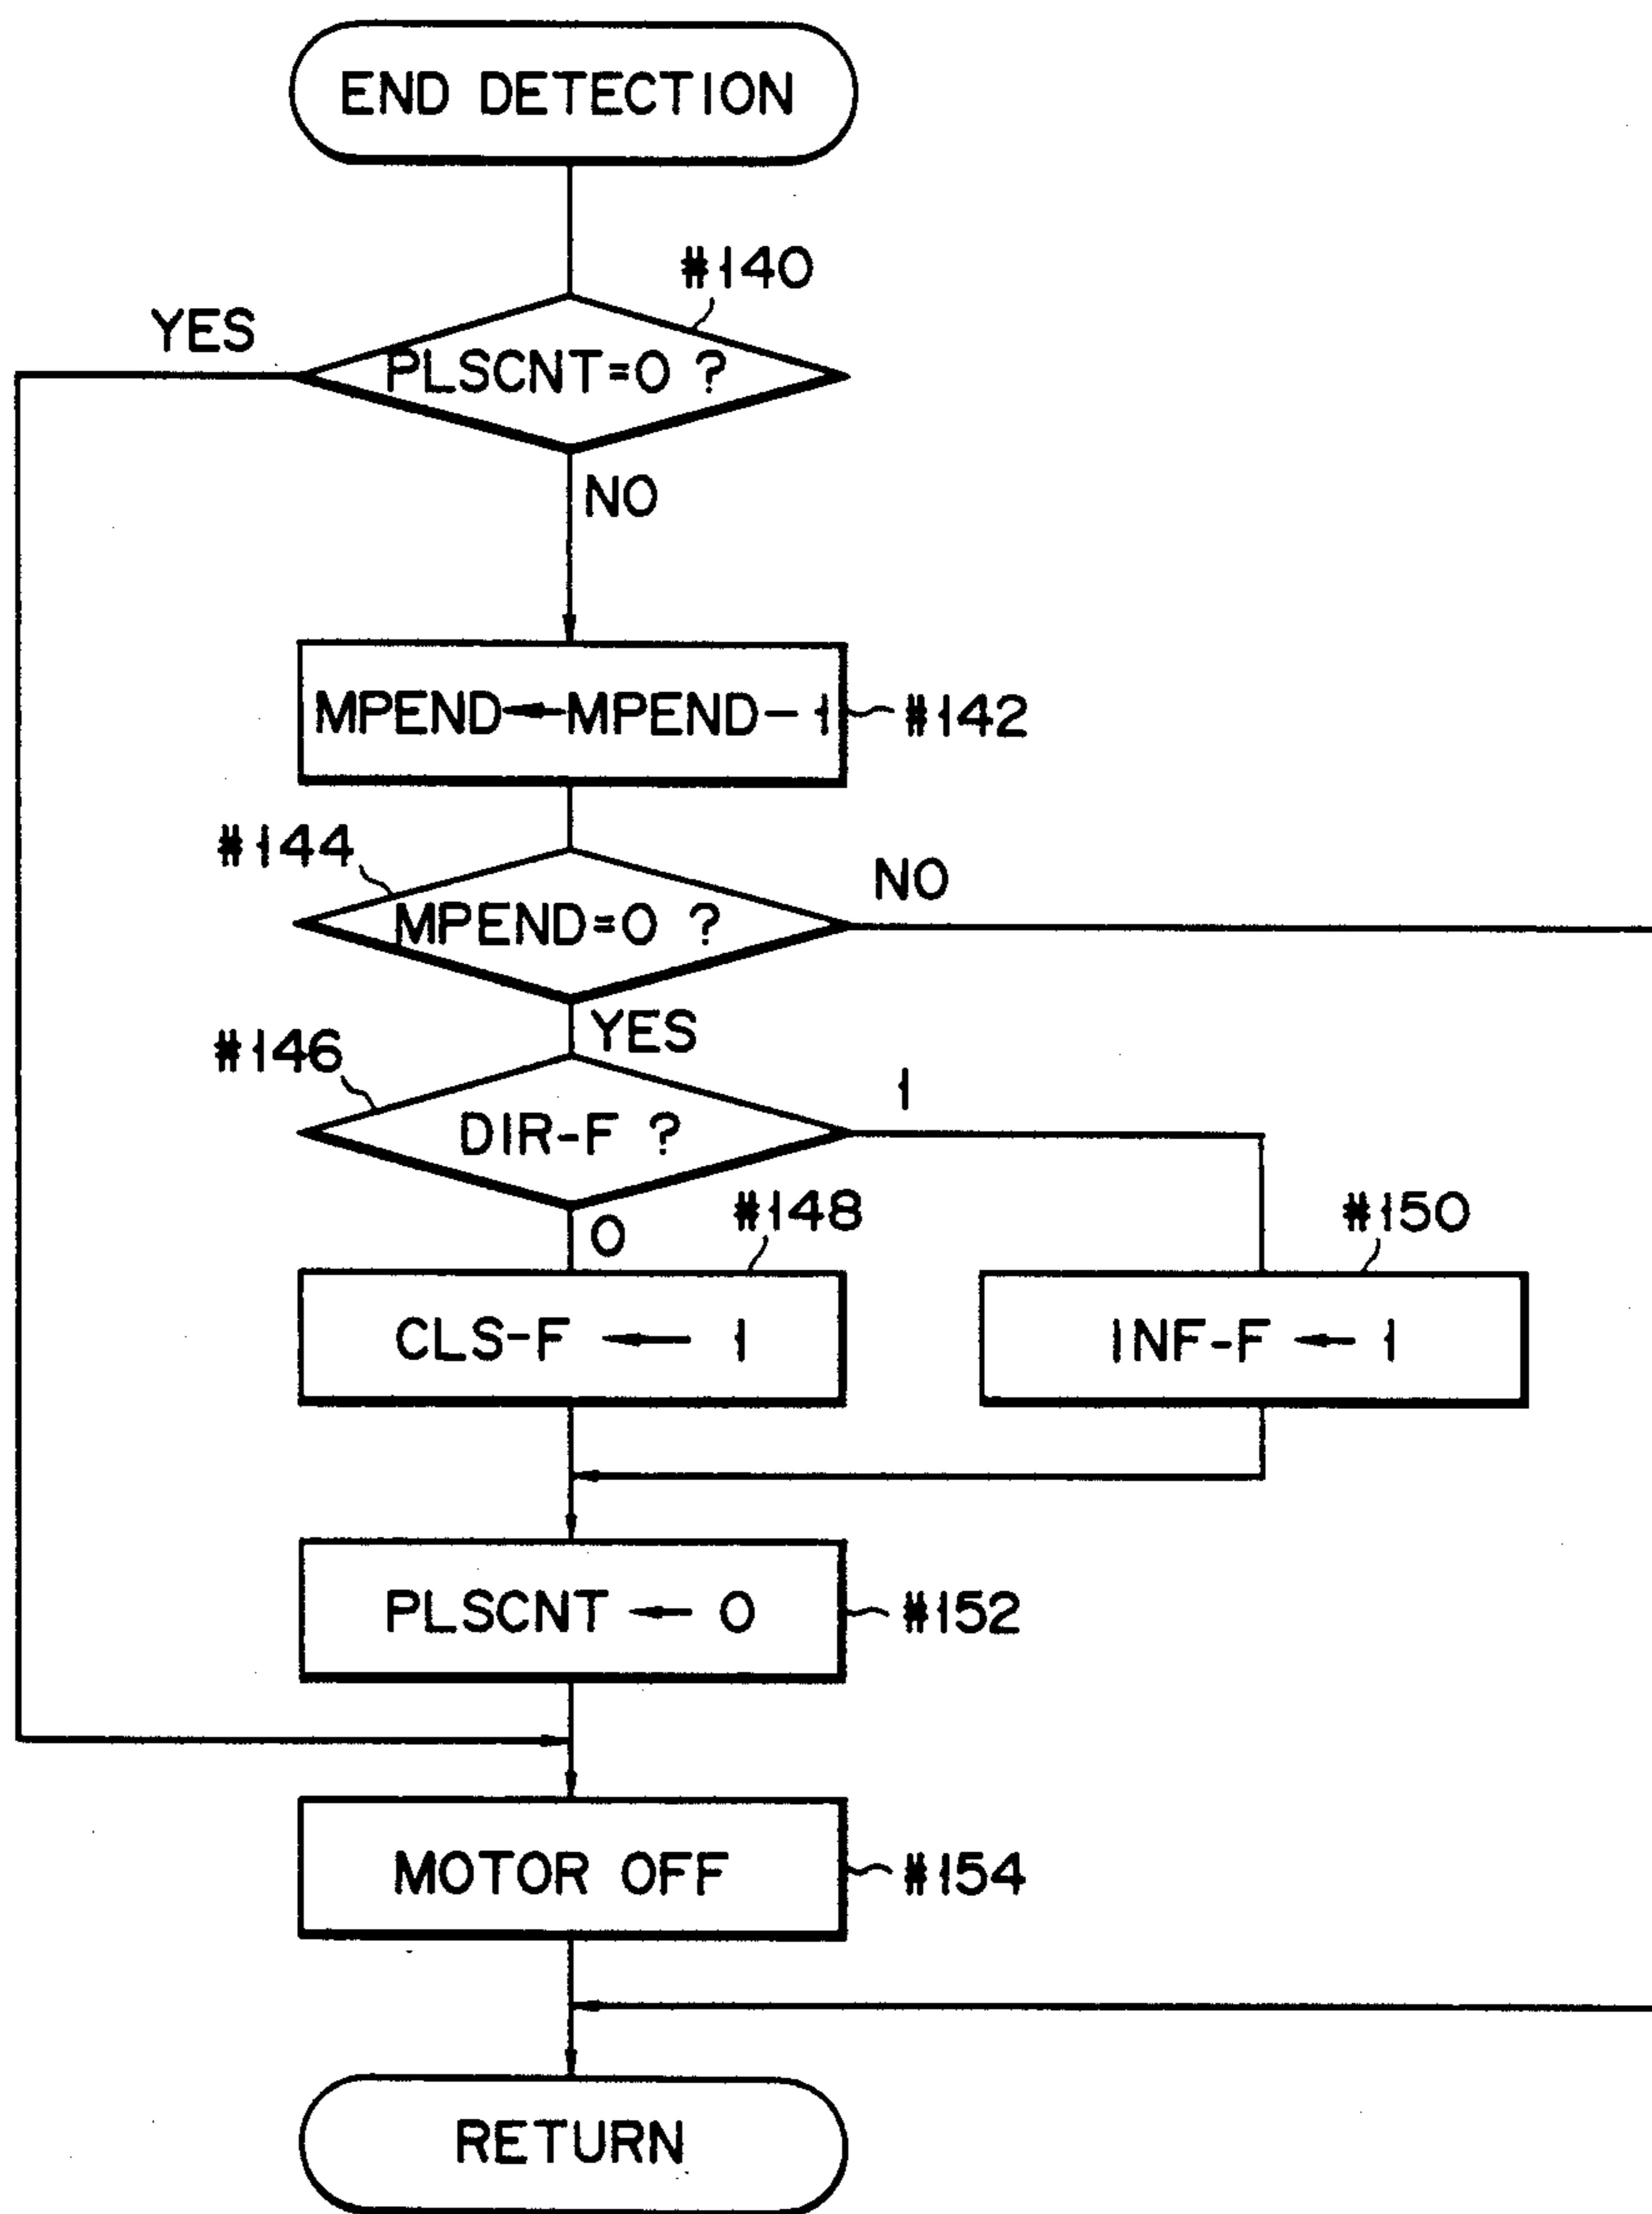 END DETECTION
#140
YES
PLSCNT=0 ?
NO
MPEND←MPEND-1
#142
#144
NO
MPEND=0 ?
YES
#146
1
DIR-F ?
0
#148
#150
CLS-F ← 1
INF-F ← 1
PLSCNT ← 0
#152
MOTOR OFF
#154
RETURN